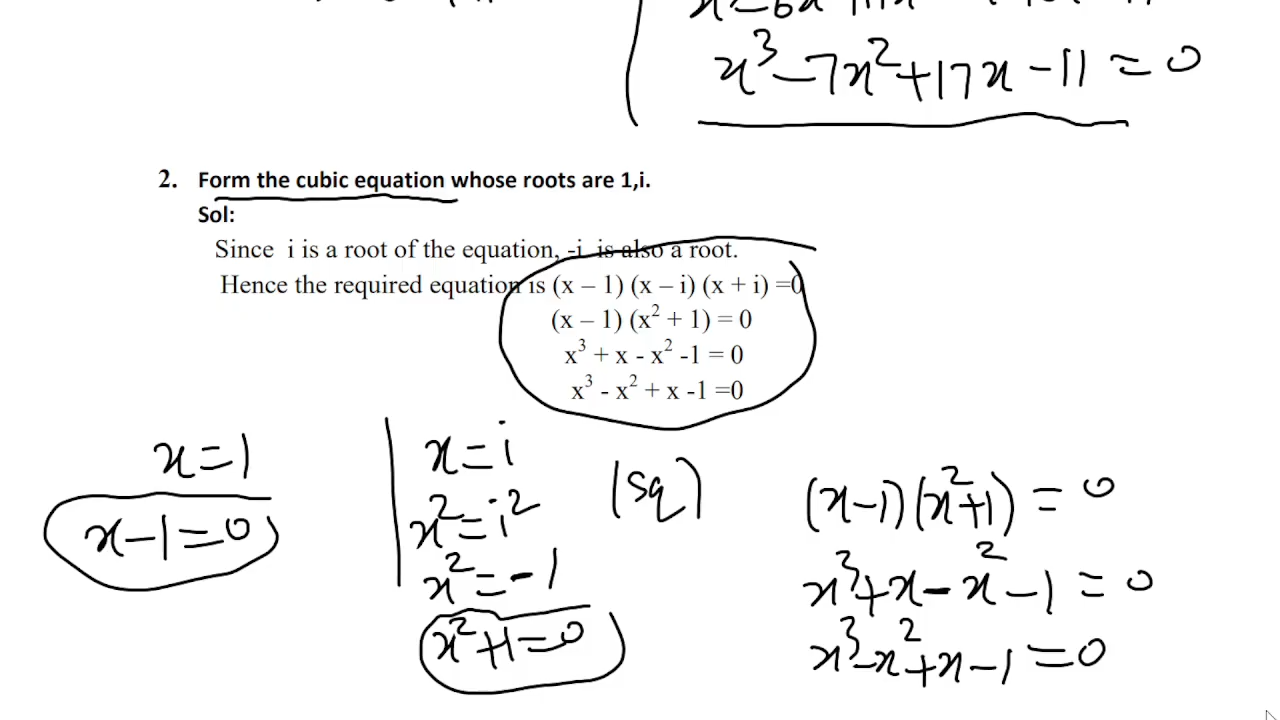 x³ − 7x² + 17x − 11 = 0
2. Form the cubic equation whose roots are 1,i.
Sol:
Since i is a root of the equation, -i is also a root.
Hence the required equation is (x – 1) (x – i) (x + i) =0
(x – 1) (x² + 1) = 0
x³ + x - x² -1 = 0
x³ - x² + x -1 =0
x = 1
x − 1 = 0
x = i
x² = i² (sq)
x² = −1
x² + 1 = 0
(x−1)(x²+1) = 0
x³ + x − x² − 1 = 0
x³ − x² + x − 1 = 0